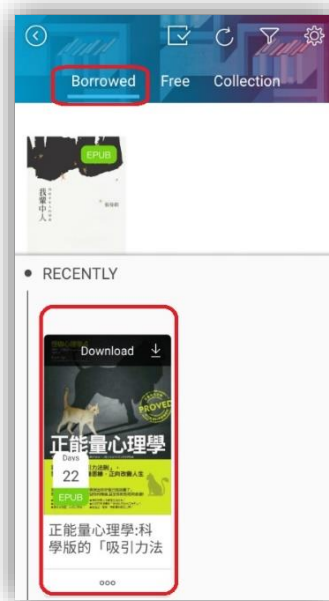 Borrowed Free Collection
EPUB
我輩中人
RECENTLY
Download
PROVED
正能量心理學
Days
22
EPUB
正能量心理學:科
學版的「吸引力法